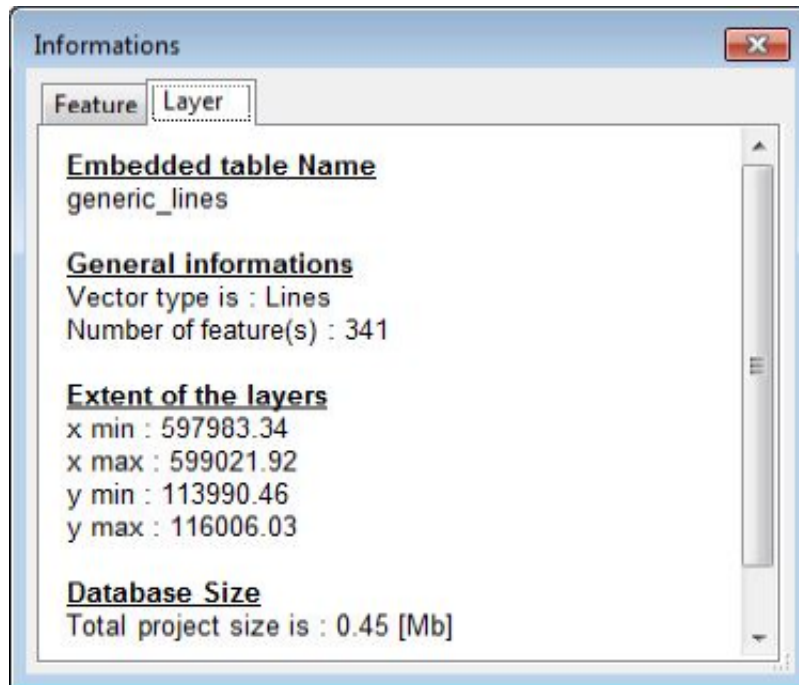 Informations
Feature Layer
Embedded table Name
generic_lines
General informations
Vector type is : Lines
Number of feature(s) : 341
Extent of the layers
x min : 597983.34
x max : 599021.92
y min : 113990.46
y max : 116006.03
Database Size
Total project size is : 0.45 [Mb]